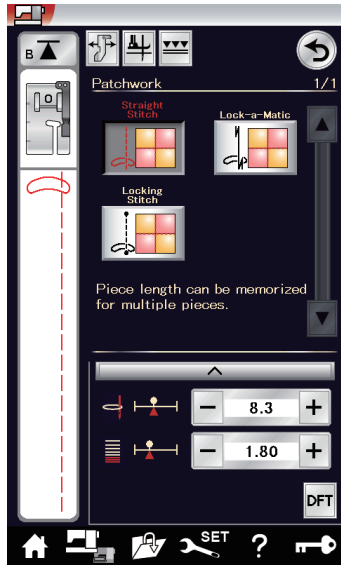 B
Patchwork 1/1
Straight
Stitch
Lock-a-Matic
Locking
Stitch
Piece length can be memorized
for multiple pieces.
− 8.3 +
− 1.80 +
DFT
SET
?